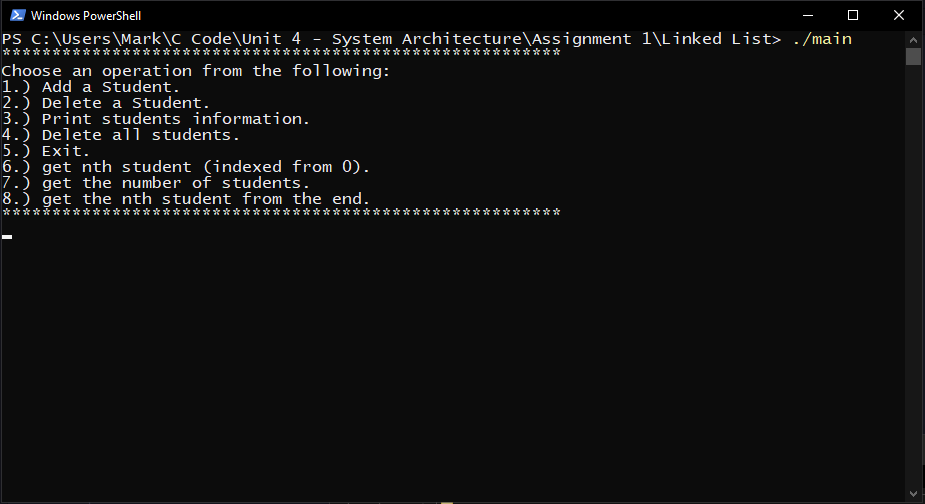 Windows PowerShell
PS C:\Users\Mark\C Code\Unit 4 - System Architecture\Assignment 1\Linked List> ./main
********************************************************
Choose an operation from the following:
1.) Add a Student.
2.) Delete a Student.
3.) Print students information.
4.) Delete all students.
5.) Exit.
6.) get nth student (indexed from 0).
7.) get the number of students.
8.) get the nth student from the end.
********************************************************